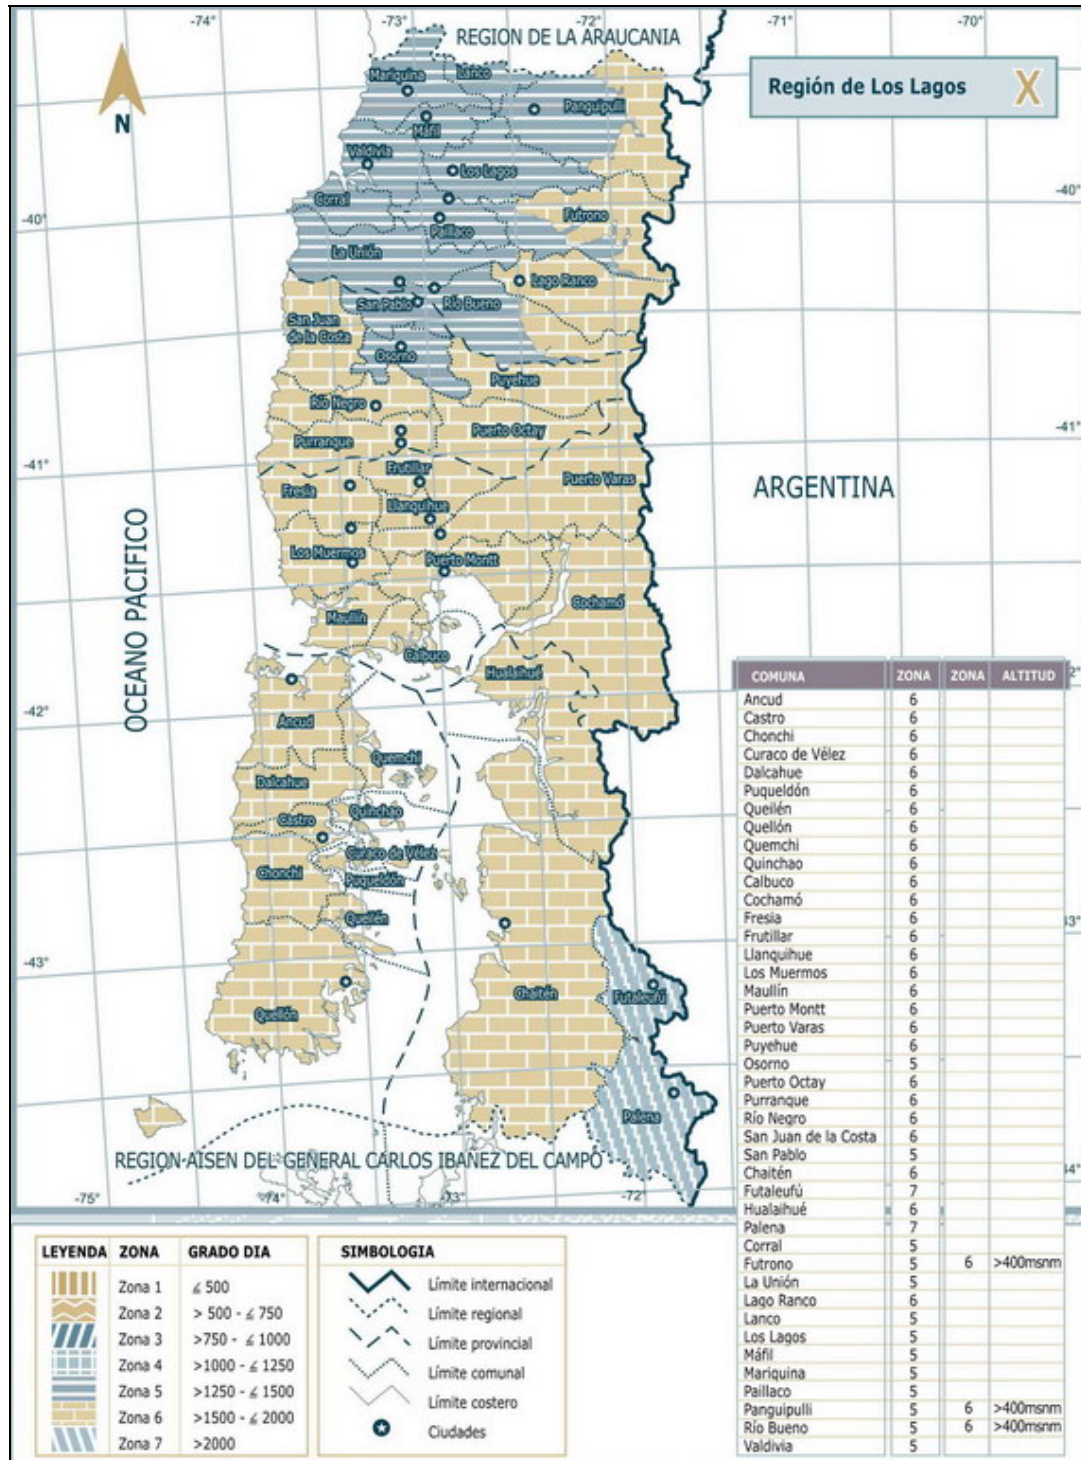 -74°
-73°
-72°
-71°
-70°
REGION DE LA ARAUCANIA
Región de Los Lagos X
N
Mariquina
Lanco
Panguipulli
Máfil
Valdivia
Los Lagos
-40°
Corral
Futrono
-40°
Paillaco
La Unión
Lago Ranco
San Pablo
Río Bueno
San Juan
de la Costa
Osorno
Puyehue
Río Negro
Purranque
Puerto Octay
-41°
-41°
Frutillar
Puerto Varas
Fresia
ARGENTINA
Llanquihue
Los Muermos
Puerto Montt
OCEANO PACIFICO
Cochamó
Maullín
Calbuco
Hualaihué
-42°
Ancud
Quemchi
Dalcahue
Castro
Quinchao
Curaco de Vélez
Chonchi
Puqueldón
Queilén
-43°
Chaitén
Futaleufú
Quellón
Palena
REGION AISEN DEL GENERAL CARLOS IBAÑEZ DEL CAMPO
-75°
-74°
-73°
-72°
COMUNA ZONA ZONA ALTITUD
Ancud 6
Castro 6
Chonchi 6
Curaco de Vélez 6
Dalcahue 6
Puqueldón 6
Queilén 6
Quellón 6
Quemchi 6
Quinchao 6
Calbuco 6
Cochamó 6
Fresia 6
Frutillar 6
Llanquihue 6
Los Muermos 6
Maullín 6
Puerto Montt 6
Puerto Varas 6
Puyehue 6
Osorno 5
Puerto Octay 6
Purranque 6
Río Negro 6
San Juan de la Costa 6
San Pablo 5
Chaitén 6
Futaleufú 7
Hualaihué 6
Palena 7
Corral 5
Futrono 5 6 >400msnm
La Unión 5
Lago Ranco 6
Lanco 5
Los Lagos 5
Máfil 5
Mariquina 5
Paillaco 5
Panguipulli 5 6 >400msnm
Río Bueno 5 6 >400msnm
Valdivia 5
LEYENDA ZONA GRADO DIA
Zona 1 ≤ 500
Zona 2 > 500 - ≤ 750
Zona 3 >750 - ≤ 1000
Zona 4 >1000 - ≤ 1250
Zona 5 >1250 - ≤ 1500
Zona 6 >1500 - ≤ 2000
Zona 7 >2000
SIMBOLOGIA
Límite internacional
Límite regional
Límite provincial
Límite comunal
Límite costero
Ciudades